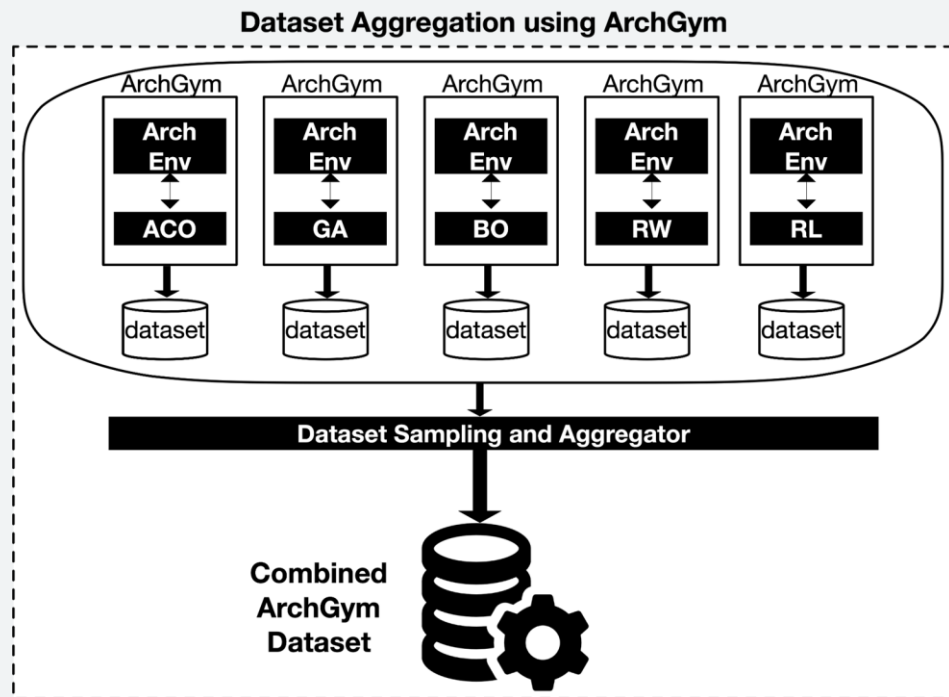 Dataset Aggregation using ArchGym
ArchGym ArchGym ArchGym ArchGym ArchGym
Arch Arch Arch Arch Arch
Env Env Env Env Env
ACO GA BO RW RL
dataset dataset dataset dataset dataset
Dataset Sampling and Aggregator
Combined
ArchGym
Dataset